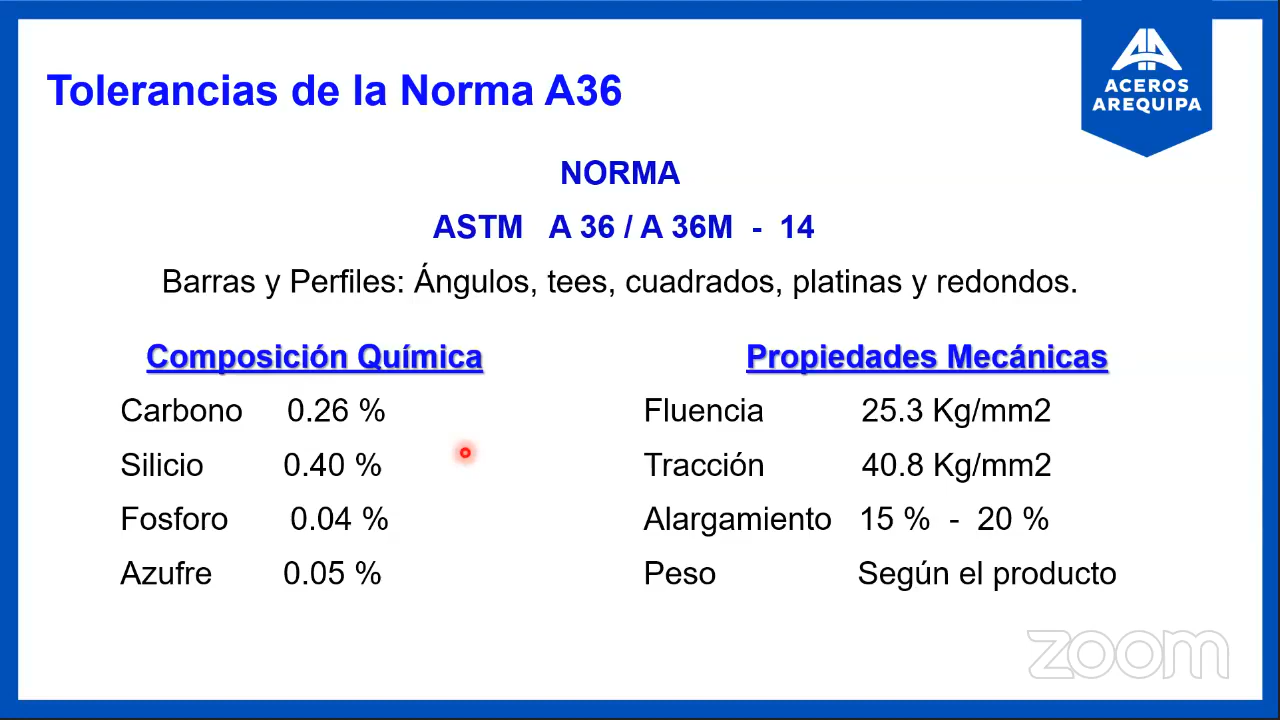 Tolerancias de la Norma A36
ACEROS
AREQUIPA
NORMA
ASTM A 36 / A 36M - 14
Barras y Perfiles: Ángulos, tees, cuadrados, platinas y redondos.
Composición Química
Carbono 0.26 %
Silicio 0.40 %
Fosforo 0.04 %
Azufre 0.05 %
Propiedades Mecánicas
Fluencia 25.3 Kg/mm2
Tracción 40.8 Kg/mm2
Alargamiento 15 % - 20 %
Peso Según el producto
zoom